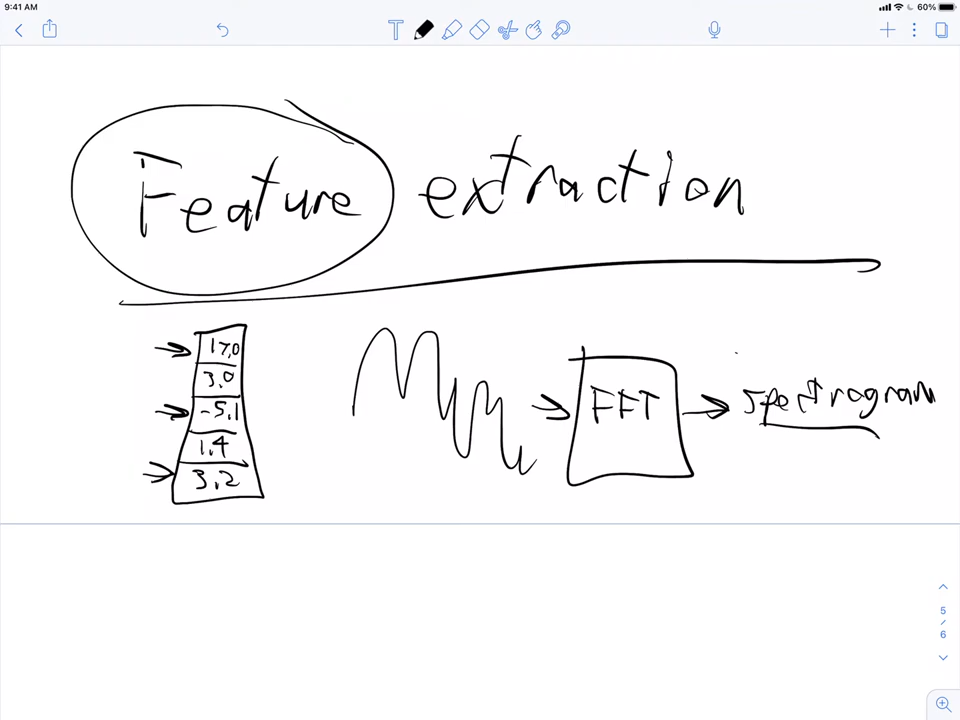 9:41 AM
60%
T
Feature extraction
17.0
3.0
-5.1
1.4
3.2
FFT
Spectrogram
5
/
6